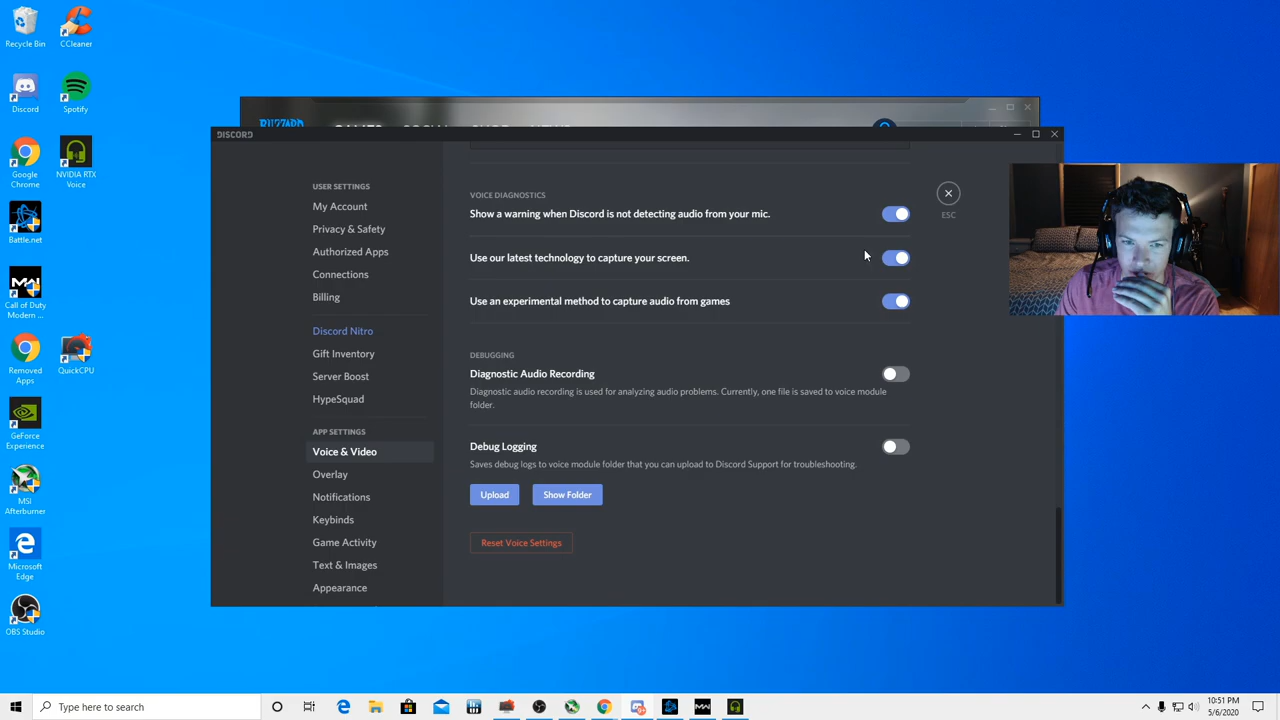 Recycle Bin
CCleaner
Discord
Spotify
Google Chrome
NVIDIA RTX Voice
Battle.net
Call of Duty Modern ...
Removed Apps
QuickCPU
GeForce Experience
MSI Afterburner
Microsoft Edge
OBS Studio
BLIZZARD
DISCORD
USER SETTINGS
My Account
Privacy & Safety
Authorized Apps
Connections
Billing
Discord Nitro
Gift Inventory
Server Boost
HypeSquad
APP SETTINGS
Voice & Video
Overlay
Notifications
Keybinds
Game Activity
Text & Images
Appearance
VOICE DIAGNOSTICS
Show a warning when Discord is not detecting audio from your mic.
Use our latest technology to capture your screen.
Use an experimental method to capture audio from games
DEBUGGING
Diagnostic Audio Recording
Diagnostic audio recording is used for analyzing audio problems. Currently, one file is saved to voice module
folder.
Debug Logging
Saves debug logs to voice module folder that you can upload to Discord Support for troubleshooting.
Upload
Show Folder
Reset Voice Settings
ESC
Type here to search
10:51 PM
5/6/2020